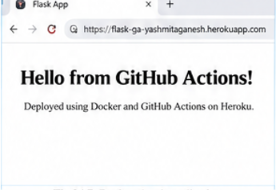 Flask App
https://flask-ga-yashmitaganesh.herokuapp.com
Hello from GitHub Actions!
Deployed using Docker and GitHub Actions on Heroku.